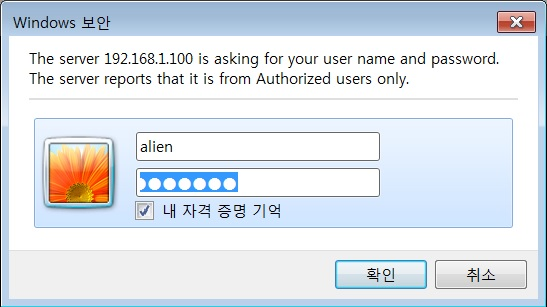 Windows 보안
The server 192.168.1.100 is asking for your user name and password.
The server reports that it is from Authorized users only.
alien
●●●●●●●
내 자격 증명 기억
확인
취소